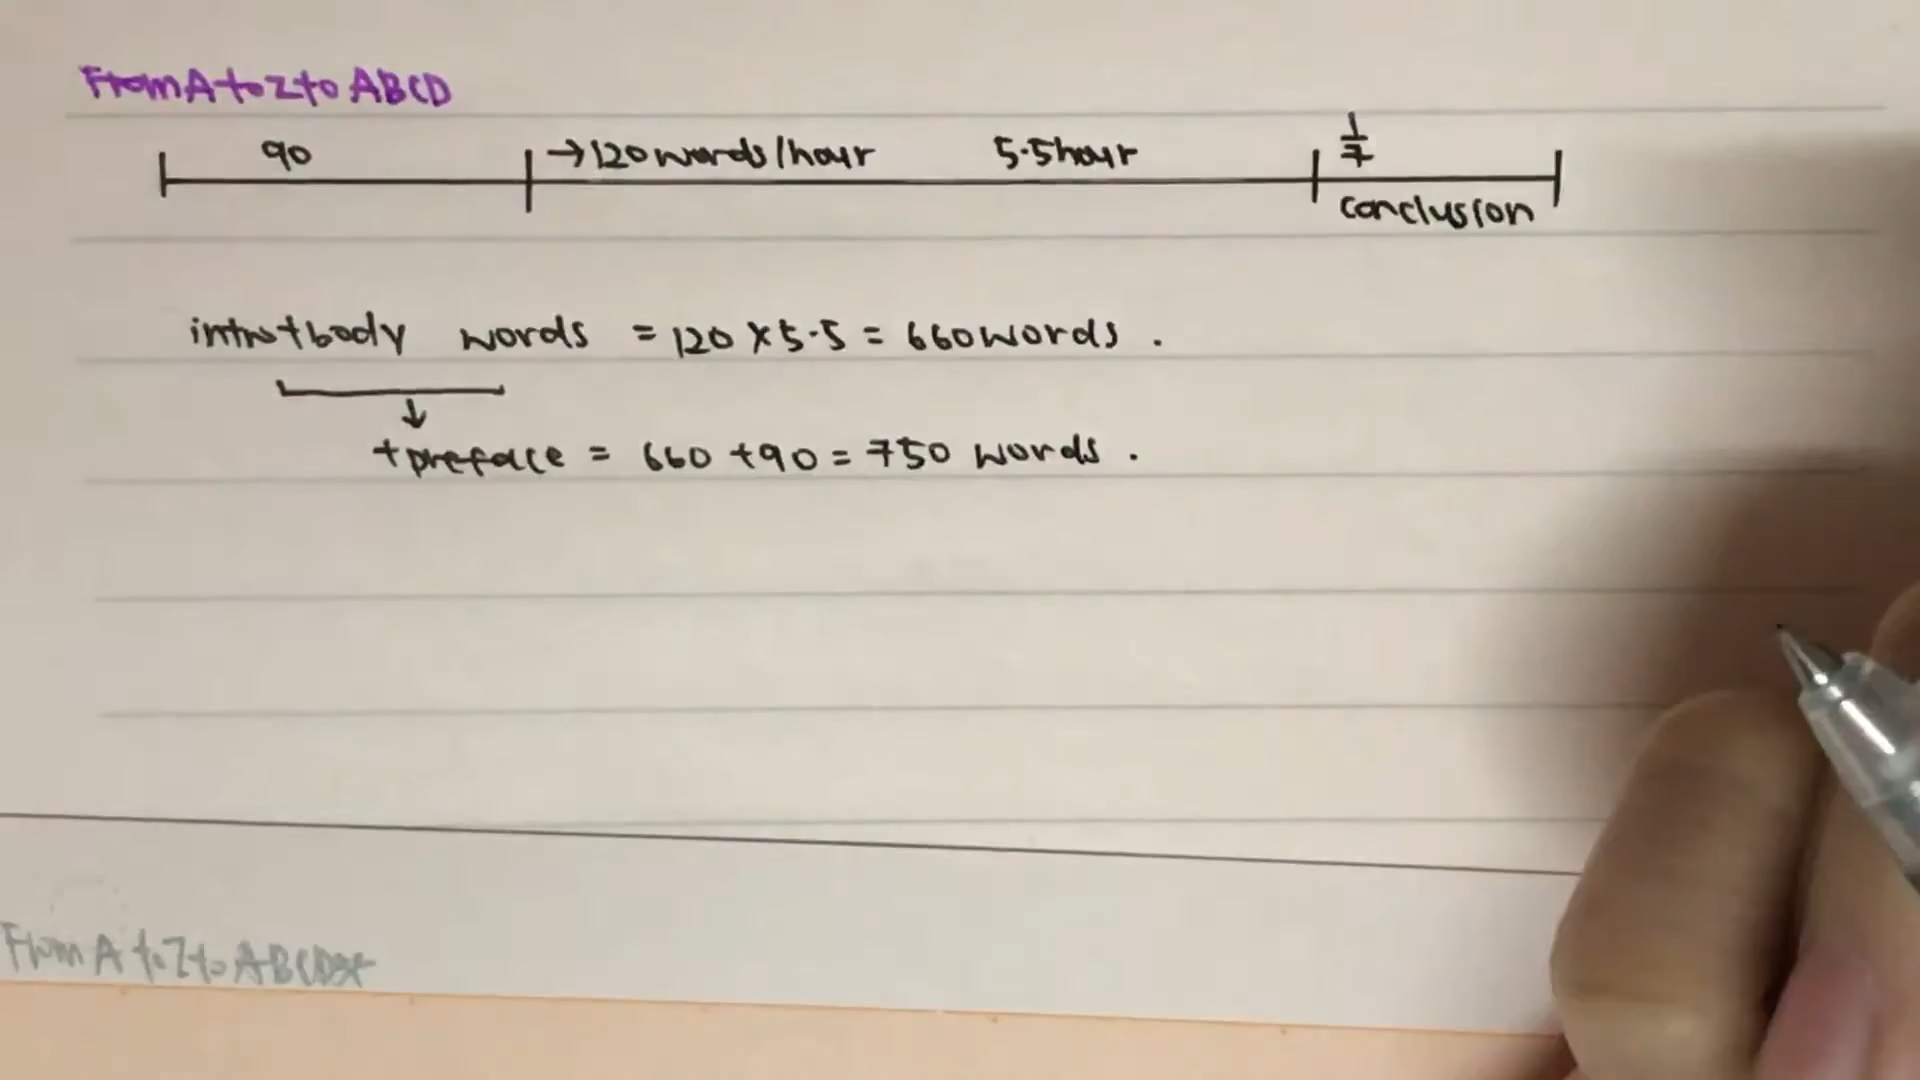 From A to Z to ABCD
90 →120 words/hour 5.5hour 1/7
conclusion
intro+body words = 120 × 5.5 = 660 words .
↓
+preface = 660 +90 = 750 words .
From A to Z to ABCD